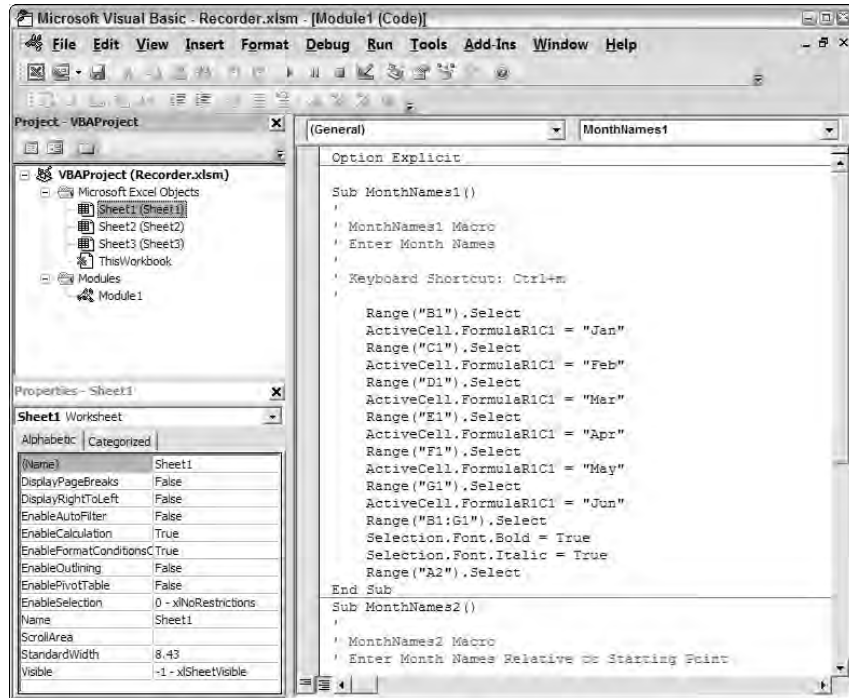 Microsoft Visual Basic - Recorder.xlsm - [Module1 (Code)]
File Edit View Insert Format Debug Run Tools Add-Ins Window Help
Project - VBAProject
VBAProject (Recorder.xlsm)
Microsoft Excel Objects
Sheet1 (Sheet1)
Sheet2 (Sheet2)
Sheet3 (Sheet3)
ThisWorkbook
Modules
Module1
Properties - Sheet1
Sheet1 Worksheet
Alphabetic Categorized
(Name) Sheet1
DisplayPageBreaks False
DisplayRightToLeft False
EnableAutoFilter False
EnableCalculation True
EnableFormatConditionsC True
EnableOutlining False
EnablePivotTable False
EnableSelection 0 - xlNoRestrictions
Name Sheet1
ScrollArea
StandardWidth 8.43
Visible -1 - xlSheetVisible
(General) MonthNames1
Option Explicit
Sub MonthNames1()
'
' MonthNames1 Macro
' Enter Month Names
'
' Keyboard Shortcut: Ctrl+m
'
Range("B1").Select
ActiveCell.FormulaR1C1 = "Jan"
Range("C1").Select
ActiveCell.FormulaR1C1 = "Feb"
Range("D1").Select
ActiveCell.FormulaR1C1 = "Mar"
Range("E1").Select
ActiveCell.FormulaR1C1 = "Apr"
Range("F1").Select
ActiveCell.FormulaR1C1 = "May"
Range("G1").Select
ActiveCell.FormulaR1C1 = "Jun"
Range("B1:G1").Select
Selection.Font.Bold = True
Selection.Font.Italic = True
Range("A2").Select
End Sub
Sub MonthNames2()
'
' MonthNames2 Macro
' Enter Month Names Relative to Starting Point